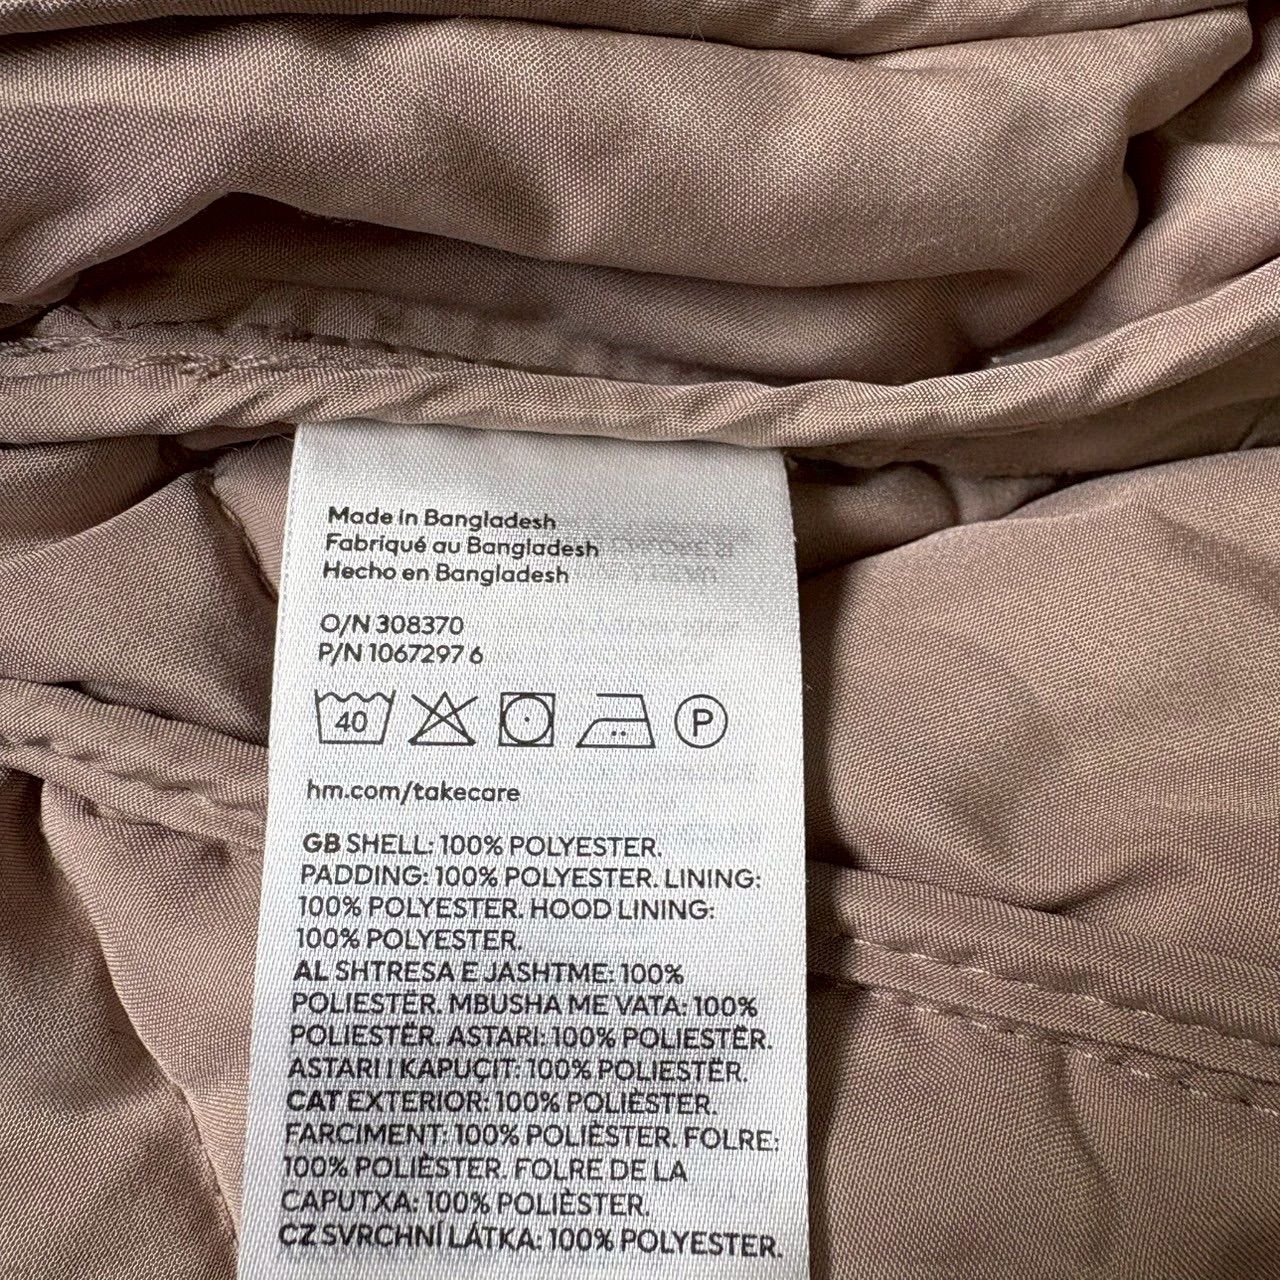 Made in Bangladesh
Fabriqué au Bangladesh
Hecho en Bangladesh
O/N 308370
P/N 1067297 6
40
P
hm.com/takecare
GB SHELL: 100% POLYESTER.
PADDING: 100% POLYESTER. LINING:
100% POLYESTER. HOOD LINING:
100% POLYESTER.
AL SHTRESA E JASHTME: 100%
POLIESTËR. MBUSHA ME VATA: 100%
POLIESTËR. ASTARI: 100% POLIESTËR.
ASTARI I KAPUÇIT: 100% POLIESTËR.
CAT EXTERIOR: 100% POLIÈSTER.
FARCIMENT: 100% POLIÈSTER. FOLRE:
100% POLIÈSTER. FOLRE DE LA
CAPUTXA: 100% POLIÈSTER.
CZ SVRCHNÍ LÁTKA: 100% POLYESTER.